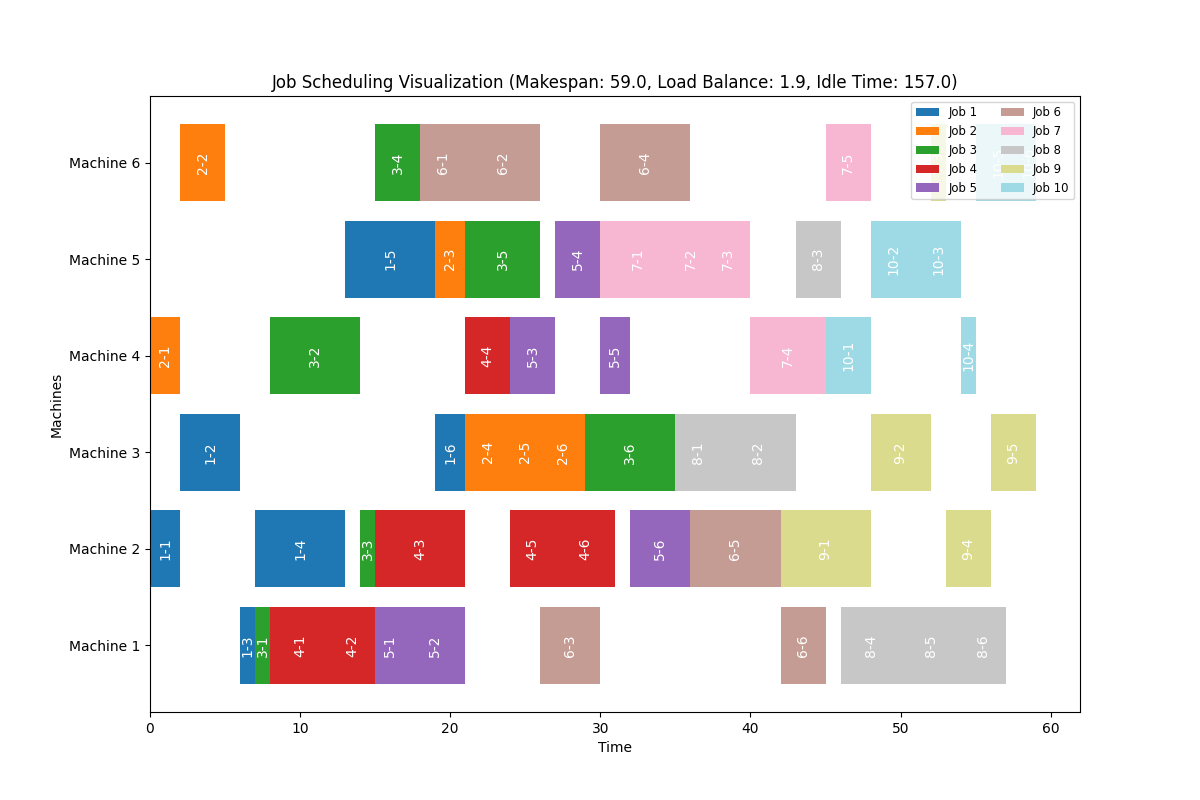 Job Scheduling Visualization (Makespan: 59.0, Load Balance: 1.9, Idle Time: 157.0)
Job 1 Job 6
Job 2 Job 7
Job 3 Job 8
Job 4 Job 9
Job 5 Job 10
Machines
Machine 6
2-2 3-4 6-1 6-2 6-4 7-5
Machine 5
1-5 2-3 3-5 5-4 7-1 7-2 7-3 8-3 10-2 10-3
Machine 4
2-1 3-2 4-4 5-3 5-5 7-4 10-1 10-4
Machine 3
1-2 1-6 2-4 2-5 2-6 3-6 8-1 8-2 9-2 9-5
Machine 2
1-1 1-4 3-3 4-3 4-5 4-6 5-6 6-5 9-1 9-4
Machine 1
1-3 3-1 4-1 4-2 5-1 5-2 6-3 6-6 8-4 8-5 8-6
0 10 20 30 40 50 60
Time